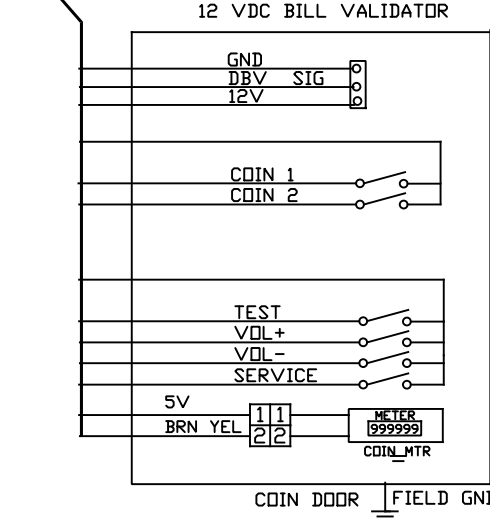 12 VDC BILL VALIDATOR
GND
DBV SIG
12V
COIN 1
COIN 2
TEST
VOL+
VOL-
SERVICE
5V
1 1
METER
BRN YEL
2 2
999999
COIN_MTR
COIN DOOR
FIELD GND